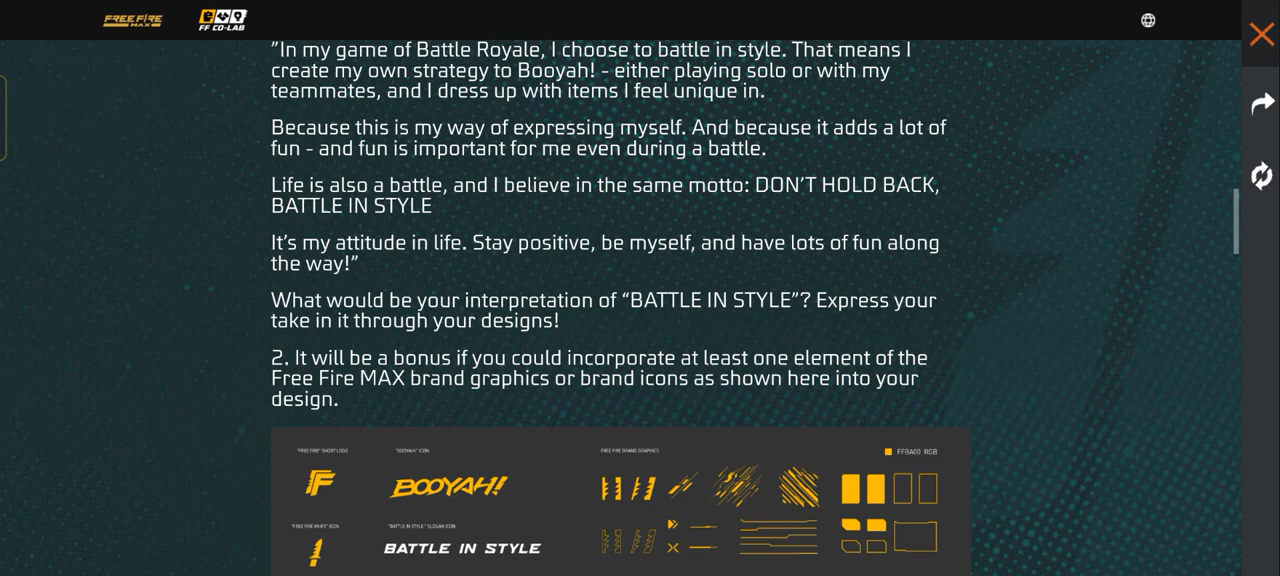 FREE FIRE
MAX
FF CO-LAB
"In my game of Battle Royale, I choose to battle in style. That means I
create my own strategy to Booyah! - either playing solo or with my
teammates, and I dress up with items I feel unique in.
Because this is my way of expressing myself. And because it adds a lot of
fun - and fun is important for me even during a battle.
Life is also a battle, and I believe in the same motto: DON'T HOLD BACK,
BATTLE IN STYLE
It's my attitude in life. Stay positive, be myself, and have lots of fun along
the way!"
What would be your interpretation of "BATTLE IN STYLE"? Express your
take in it through your designs!
2. It will be a bonus if you could incorporate at least one element of the
Free Fire MAX brand graphics or brand icons as shown here into your
design.
"FREE FIRE" SHORT LOGO
"BOOYAH!" ICON
FREE FIRE BRAND GRAPHICS
FFBA00 RGB
BOOYAH!
"FREE FIRE KNIFE" ICON
"BATTLE IN STYLE" SLOGAN ICON
BATTLE IN STYLE